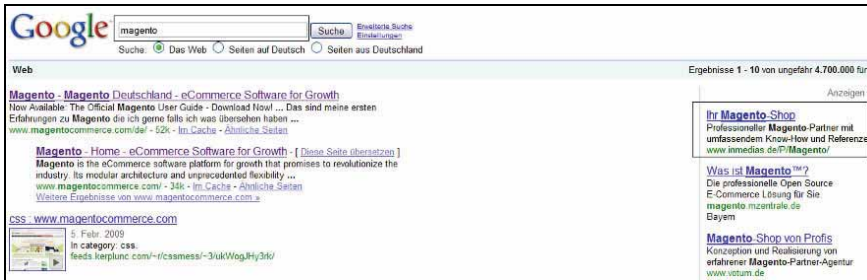 Google magento Suche Erweiterte Suche
Einstellungen
Suche: Das Web Seiten auf Deutsch Seiten aus Deutschland
Web Ergebnisse 1 - 10 von ungefähr 4.700.000 für
Magento - Magento Deutschland - eCommerce Software for Growth
Now Available: The Official Magento User Guide - Download Now! ... Das sind meine ersten
Erfahrungen zu Magento die ich gerne falls ich was übersehen haben ...
www.magentocommerce.com/de/ - 52k - Im Cache - Ähnliche Seiten
Magento - Home - eCommerce Software for Growth - [ Diese Seite übersetzen ]
Magento is the eCommerce software platform for growth that promises to revolutionize the
industry. Its modular architecture and unprecedented flexibility ...
www.magentocommerce.com/ - 34k - Im Cache - Ähnliche Seiten
Weitere Ergebnisse von www.magentocommerce.com »
css : www.magentocommerce.com
5. Febr. 2009
In category: css.
feeds.kerplunc.com/~r/cssmess/~3/ukWogJHy3rk/
Anzeigen
Ihr Magento-Shop
Professioneller Magento-Partner mit
umfassendem Know-How und Referenze
www.inmedias.de/P/Magento/
Was ist Magento™?
Die professionelle Open Source
E-Commerce Lösung für Sie.
magento.mzentrale.de
Bayern
Magento-Shop von Profis
Konzeption und Realisierung von
erfahrener Magento-Partner-Agentur
www.votum.de